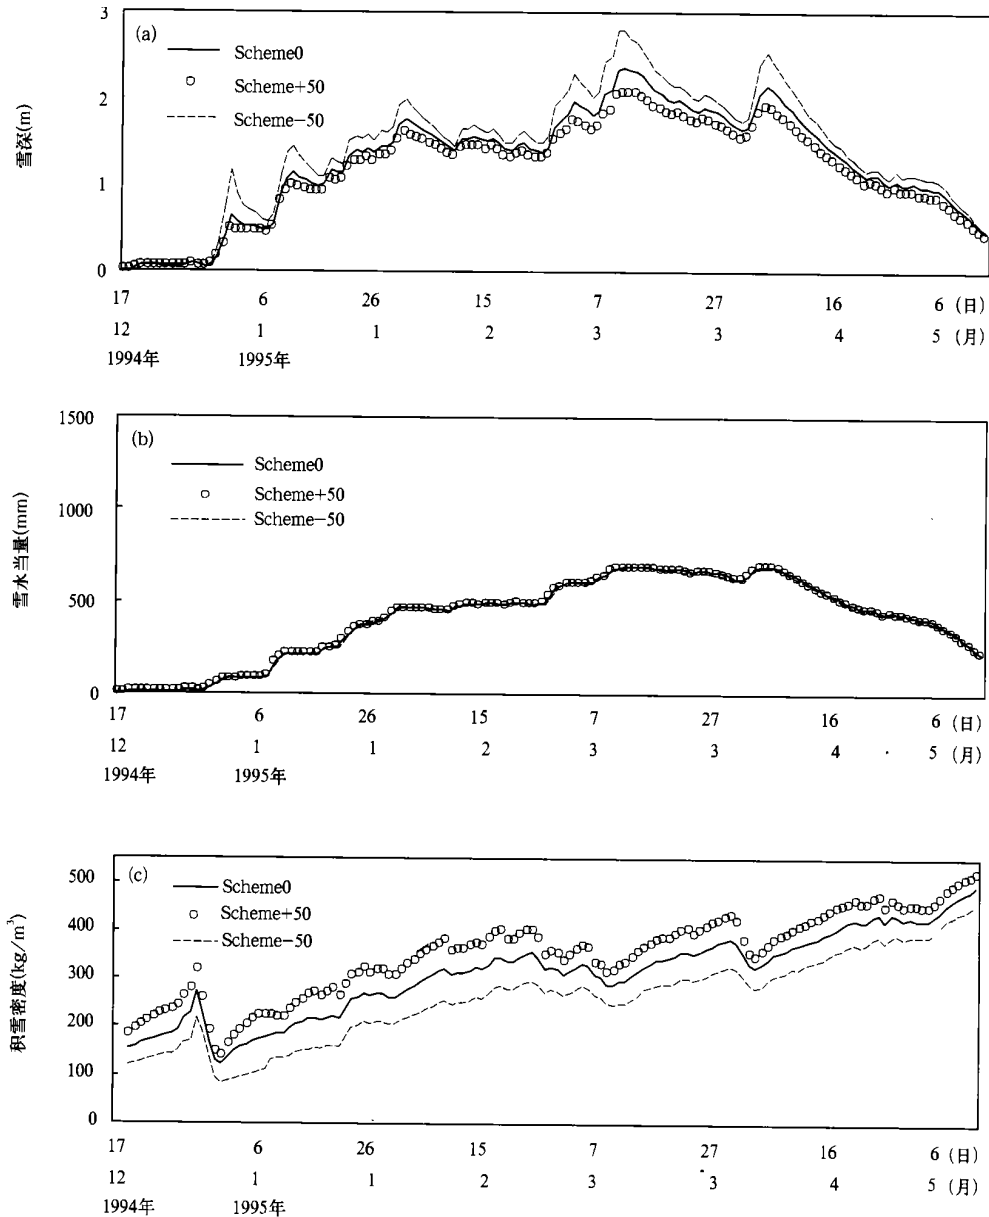 3
(a)
Scheme0
Scheme+50
Scheme−50
2
1
0
雪深(m)
17 6 26 15 7 27 16 6 (日)
12 1 1 2 3 3 4 5 (月)
1994年 1995年
1500
(b)
Scheme0
Scheme+50
Scheme−50
1000
500
0
雪水当量(mm)
17 6 26 15 7 27 16 6 (日)
12 1 1 2 3 3 4 5 (月)
1994年 1995年
500
(c)
Scheme0
Scheme+50
Scheme−50
400
300
200
100
0
积雪密度(kg/m³)
17 6 26 15 7 27 16 6 (日)
12 1 1 2 3 3 4 5 (月)
1994年 1995年